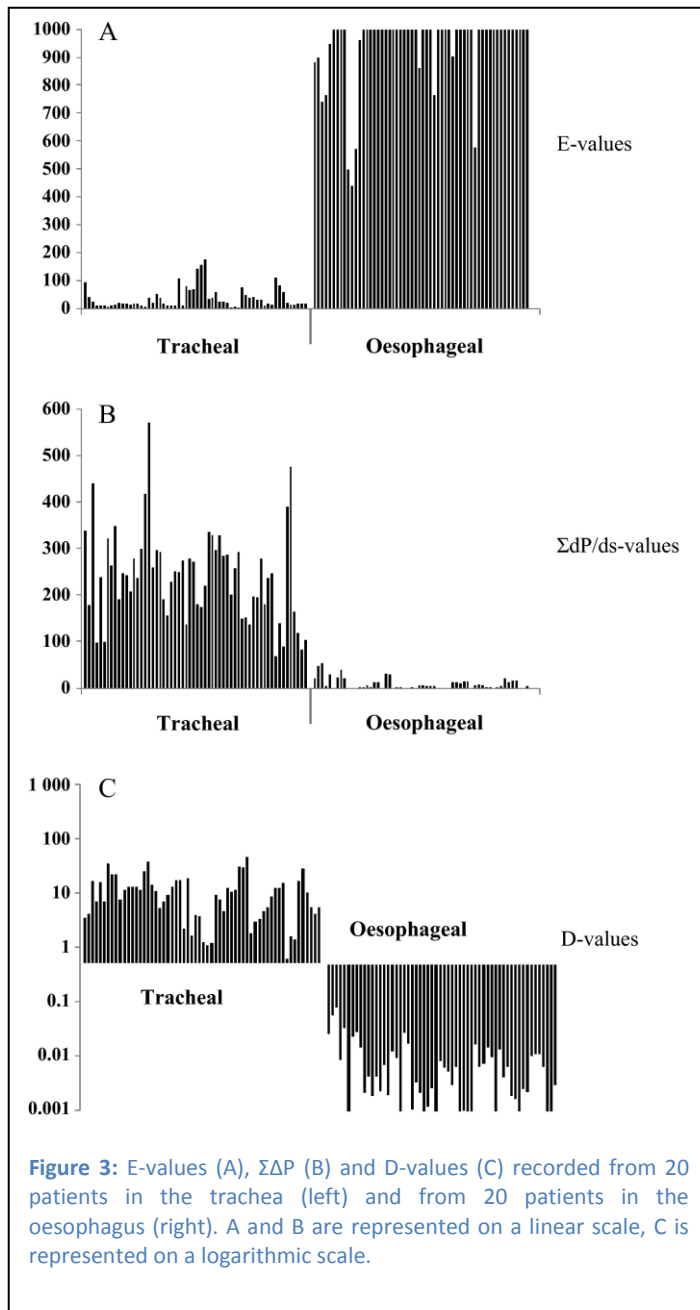 A
1000
900
800
700
600
500
400
300
200
100
0
E-values
Tracheal Oesophageal
B
600
500
400
300
200
100
0
ΣdP/ds-values
Tracheal Oesophageal
C
1 000
100
10
1
0.1
0.01
0.001
Oesophageal
D-values
Tracheal
Figure 3: E-values (A), ΣΔP (B) and D-values (C) recorded from 20
patients in the trachea (left) and from 20 patients in the
oesophagus (right). A and B are represented on a linear scale, C is
represented on a logarithmic scale.